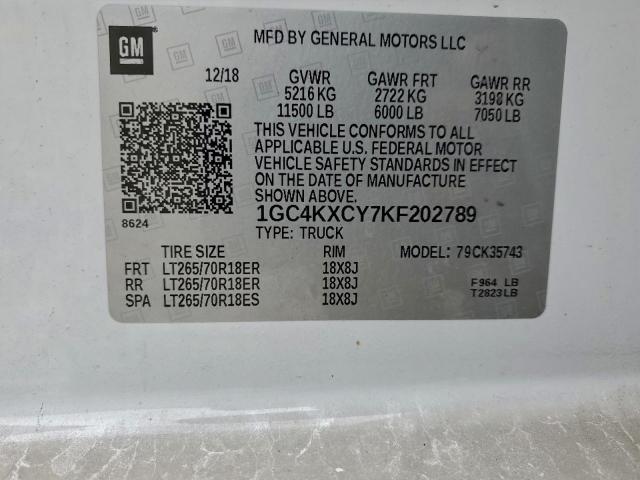 GM
MFD BY GENERAL MOTORS LLC
12/18 GVWR GAWR FRT GAWR RR
5216 KG 2722 KG 3198 KG
11500 LB 6000 LB 7050 LB
THIS VEHICLE CONFORMS TO ALL
APPLICABLE U.S. FEDERAL MOTOR
VEHICLE SAFETY STANDARDS IN EFFECT
ON THE DATE OF MANUFACTURE
SHOWN ABOVE.
8624
1GC4KXCY7KF202789
TYPE: TRUCK
TIRE SIZE RIM MODEL: 79CK35743
FRT LT265/70R18ER 18X8J
RR LT265/70R18ER 18X8J
SPA LT265/70R18ES 18X8J
F964 LB
T2823LB